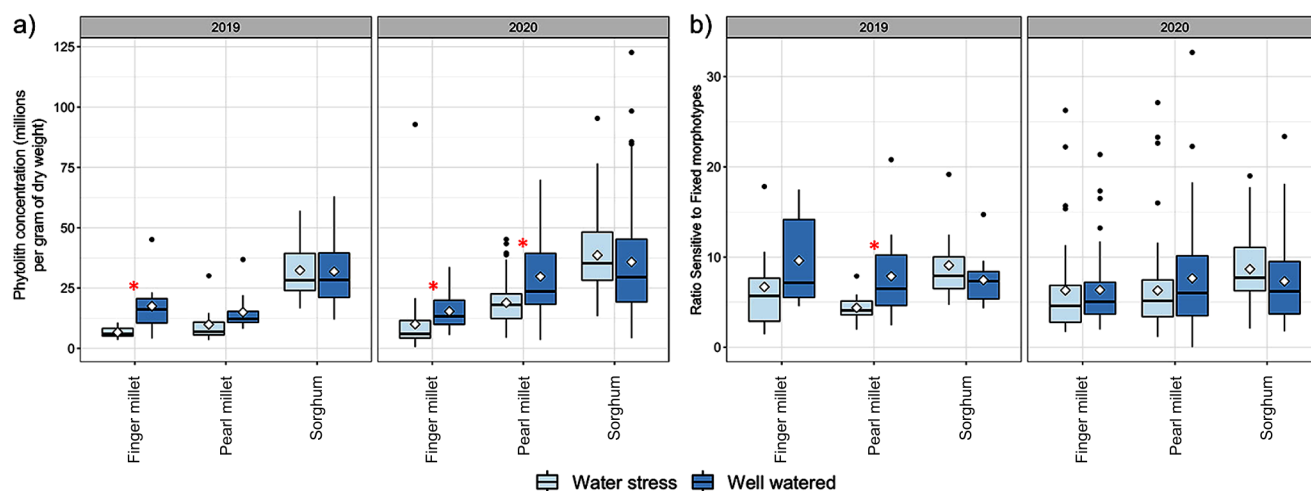 a)
2019
2020
Phytolith concentration (millions
per gram of dry weight)
125
100
75
50
25
0
*
*
*
Finger millet
Pearl millet
Sorghum
Finger millet
Pearl millet
Sorghum
b)
2019
2020
Ratio Sensitive to Fixed morphotypes
30
20
10
0
*
Finger millet
Pearl millet
Sorghum
Finger millet
Pearl millet
Sorghum
Water stress
Well watered